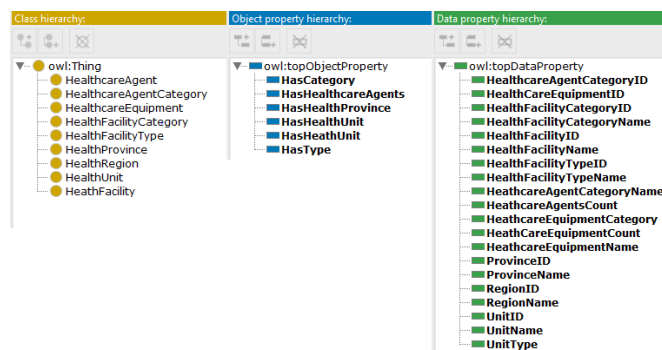 Class hierarchy:
owl:Thing
HealthcareAgent
HealthcareAgentCategory
HealthcareEquipment
HealthFacilityCategory
HealthFacilityType
HealthProvince
HealthRegion
HealthUnit
HeathFacility
Object property hierarchy:
owl:topObjectProperty
HasCategory
HasHealthcareAgents
HasHealthProvince
HasHealthUnit
HasHeathUnit
HasType
Data property hierarchy:
owl:topDataProperty
HealthcareAgentCategoryID
HealthCareEquipmentID
HealthFacilityCategoryID
HealthFacilityCategoryName
HealthFacilityID
HealthFacilityName
HealthFacilityTypeID
HealthFacilityTypeName
HeathcareAgentCategoryName
HeathcareAgentsCount
HeathcareEquipmentCategory
HeathCareEquipmentCount
HeathcareEquipmentName
ProvinceID
ProvinceName
RegionID
RegionName
UnitID
UnitName
UnitType